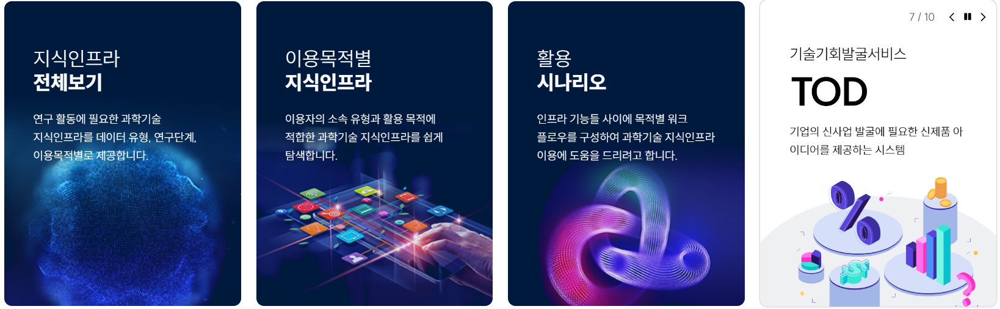 지식인프라
전체보기
연구 활동에 필요한 과학기술
지식인프라를 데이터 유형, 연구단계,
이용목적별로 제공합니다.
이용목적별
지식인프라
이용자의 소속 유형과 활용 목적에
적합한 과학기술 지식인프라를 쉽게
탐색합니다.
활용
시나리오
인프라 기능들 사이에 목적별 워크
플로우를 구성하여 과학기술 지식인프라
이용에 도움을 드리려고 합니다.
7 / 10
기술기회발굴서비스
TOD
기업의 신사업 발굴에 필요한 신제품 아
이디어를 제공하는 시스템